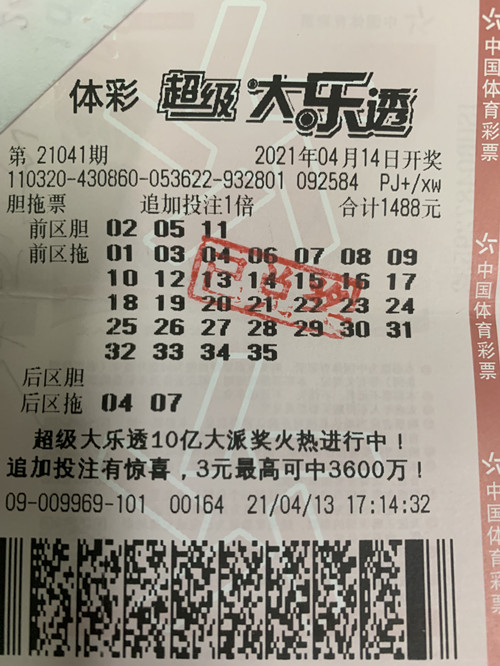 体彩 超级大乐透
第 21041期 2021年04月14日开奖
110320-430860-053622-932801 092584 PJ+/xw
胆拖票 追加投注1倍 合计1488元
前区胆 02 05 11
前区拖 01 03 04 06 07 08 09
10 12 13 14 15 16 17
18 19 20 21 22 23 24
25 26 27 28 29 30 31
32 33 34 35
已兑奖
后区胆
后区拖 04 07
超级大乐透10亿大派奖火热进行中！
追加投注有惊喜，3元最高可中3600万！
09-009969-101 00164 21/04/13 17:14:32
中国体育彩票
中国体育彩票
中国体育彩票